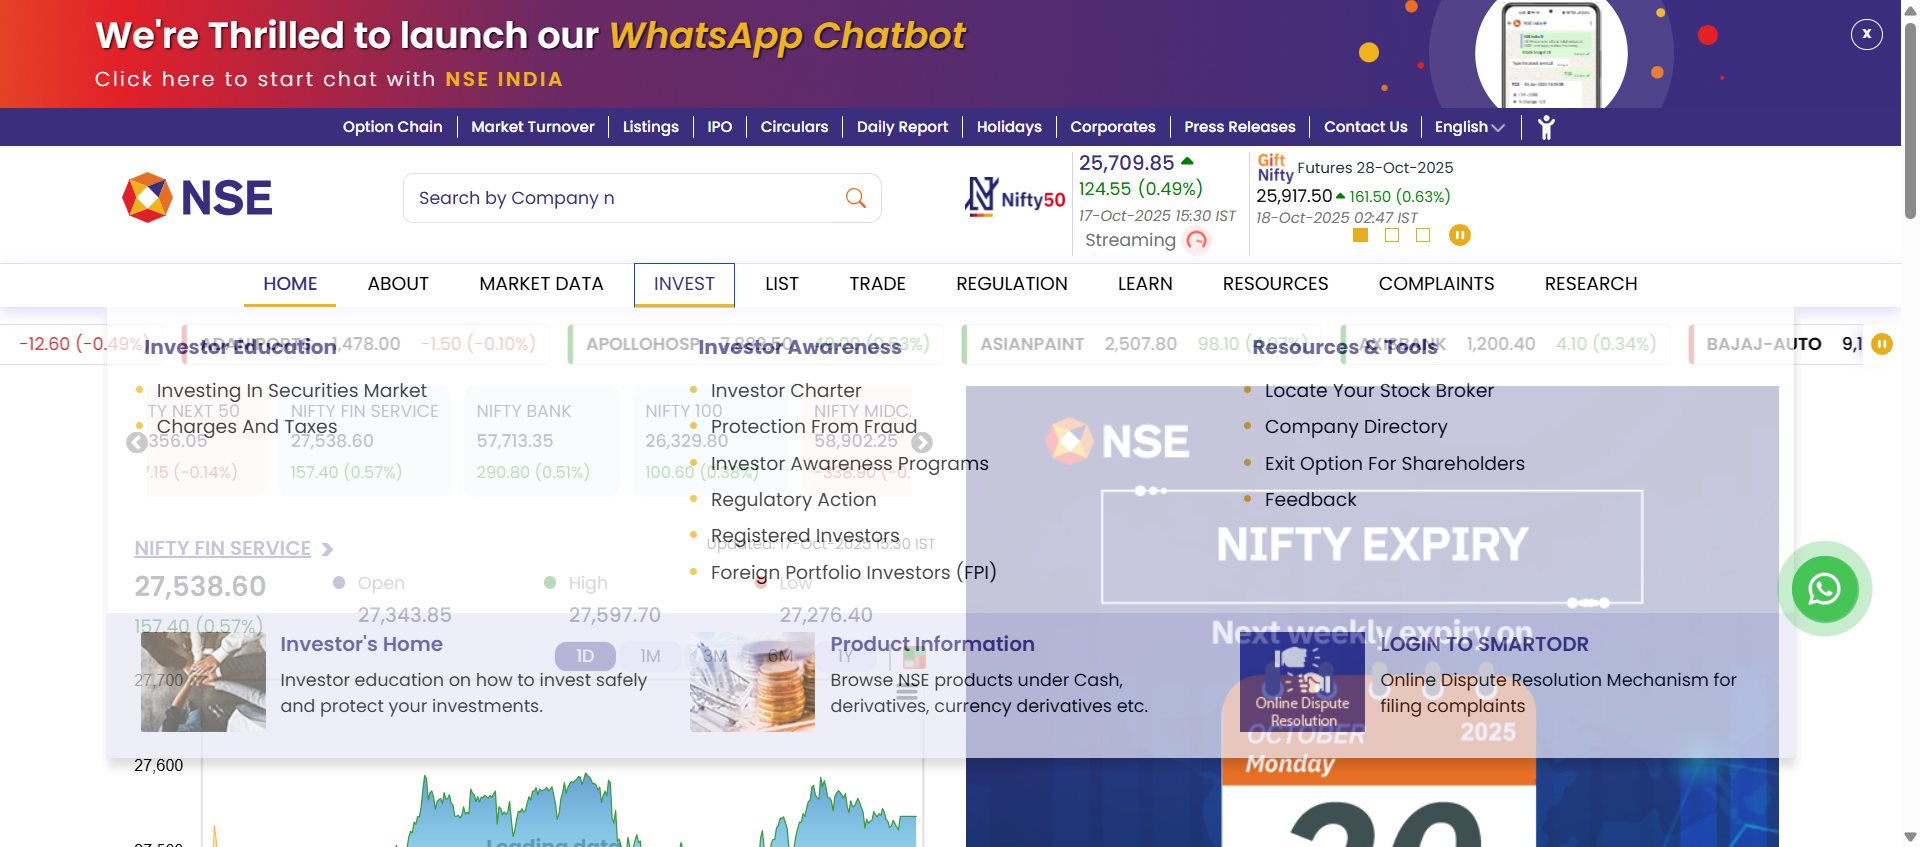 We're Thrilled to launch our WhatsApp Chatbot
Click here to start chat with NSE INDIA
x
Option Chain
Market Turnover
Listings
IPO
Circulars
Daily Report
Holidays
Corporates
Press Releases
Contact Us
English
NSE
Search by Company n
Nifty50
25,709.85
124.55 (0.49%)
17-Oct-2025 15:30 IST
Streaming
Gift Nifty Futures 28-Oct-2025
25,917.50 161.50 (0.63%)
18-Oct-2025 02:47 IST
HOME
ABOUT
MARKET DATA
INVEST
LIST
TRADE
REGULATION
LEARN
RESOURCES
COMPLAINTS
RESEARCH
-12.60 (-0.49%)
ADANIPORTS 1,478.00 -1.50 (-0.10%)
APOLLOHOSP
ASIANPAINT 2,507.80 98.10
AXISBANK 1,200.40 4.10 (0.34%)
BAJAJ-AUTO 9,1
Investor Education
Investing In Securities Market
Charges And Taxes
Investor Awareness
Investor Charter
Protection From Fraud
Investor Awareness Programs
Regulatory Action
Registered Investors
Foreign Portfolio Investors (FPI)
Resources & Tools
Locate Your Stock Broker
Company Directory
Exit Option For Shareholders
Feedback
TY NEXT 50
356.05
.15 (-0.14%)
NIFTY FIN SERVICE
27,538.60
157.40 (0.57%)
NIFTY BANK
57,713.35
290.80 (0.51%)
NIFTY 100
26,329.80
100.60 (0.38%)
NIFTY MIDC
58,902.25
-338.90 (-0.
NIFTY FIN SERVICE
Updated: 17-Oct-2025 15:30 IST
27,538.60
157.40 (0.57%)
Open
27,343.85
High
27,597.70
Low
27,276.40
1D
1M
3M
6M
1Y
27,700
27,600
27,500
Loading data
NSE
NIFTY EXPIRY
Next weekly expiry on
OCTOBER 2025
Monday
20
Investor's Home
Investor education on how to invest safely
and protect your investments.
Product Information
Browse NSE products under Cash,
derivatives, currency derivatives etc.
Online Dispute
Resolution
LOGIN TO SMARTODR
Online Dispute Resolution Mechanism for
filing complaints